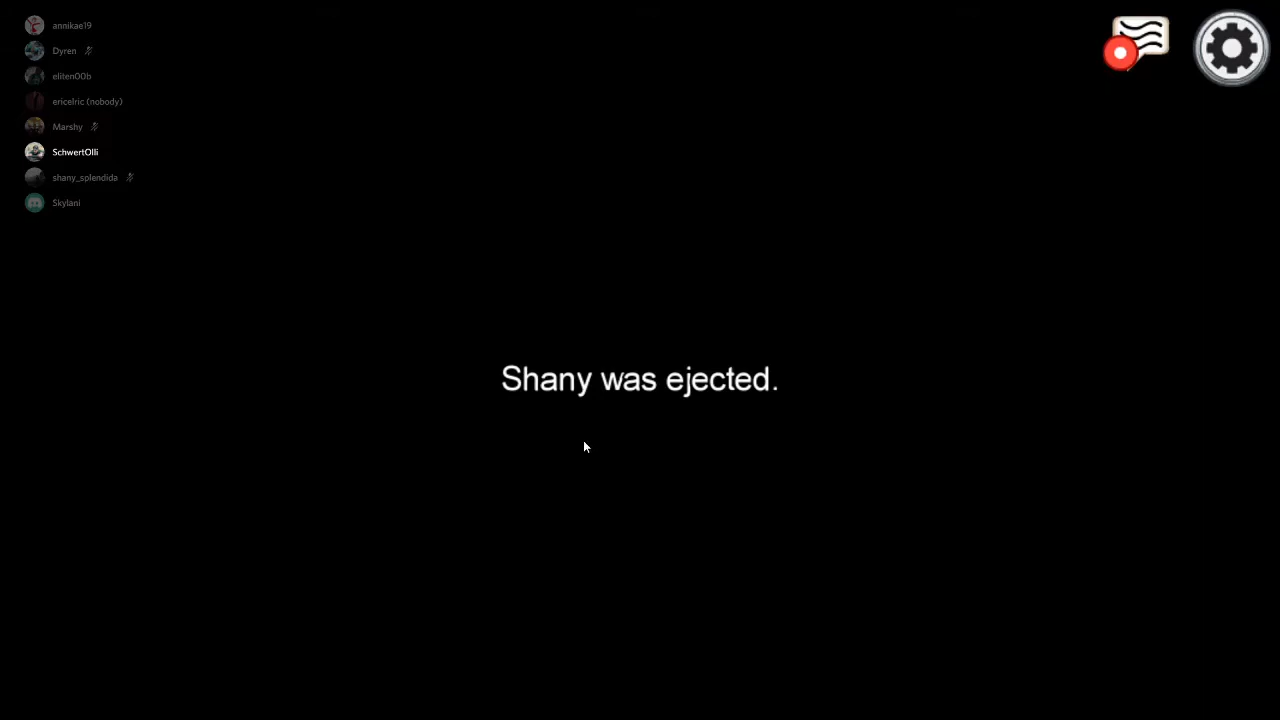 annikae19
Dyren
eliten00b
ericelric (nobody)
Marshy
SchwertOlli
shany_splendida
Skylani
Shany was ejected.